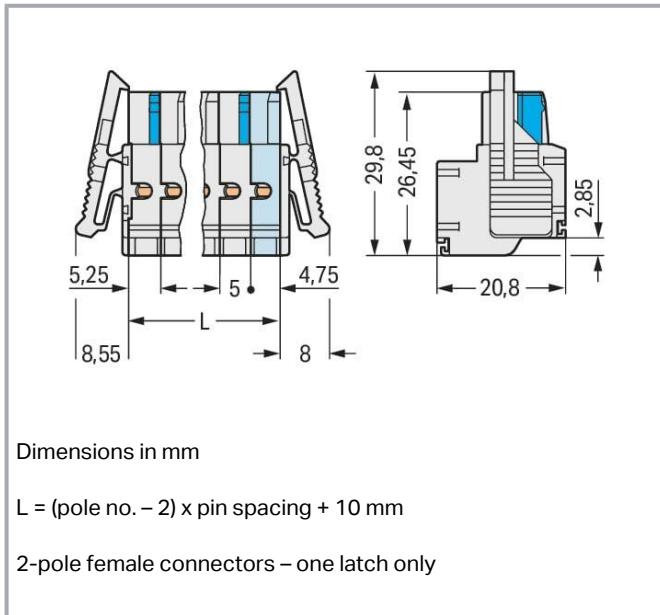 29,8
26,45
2,85
5,25
5
4,75
20,8
L
8,55
8
Dimensions in mm
L = (pole no. – 2) x pin spacing + 10 mm
2-pole female connectors – one latch only